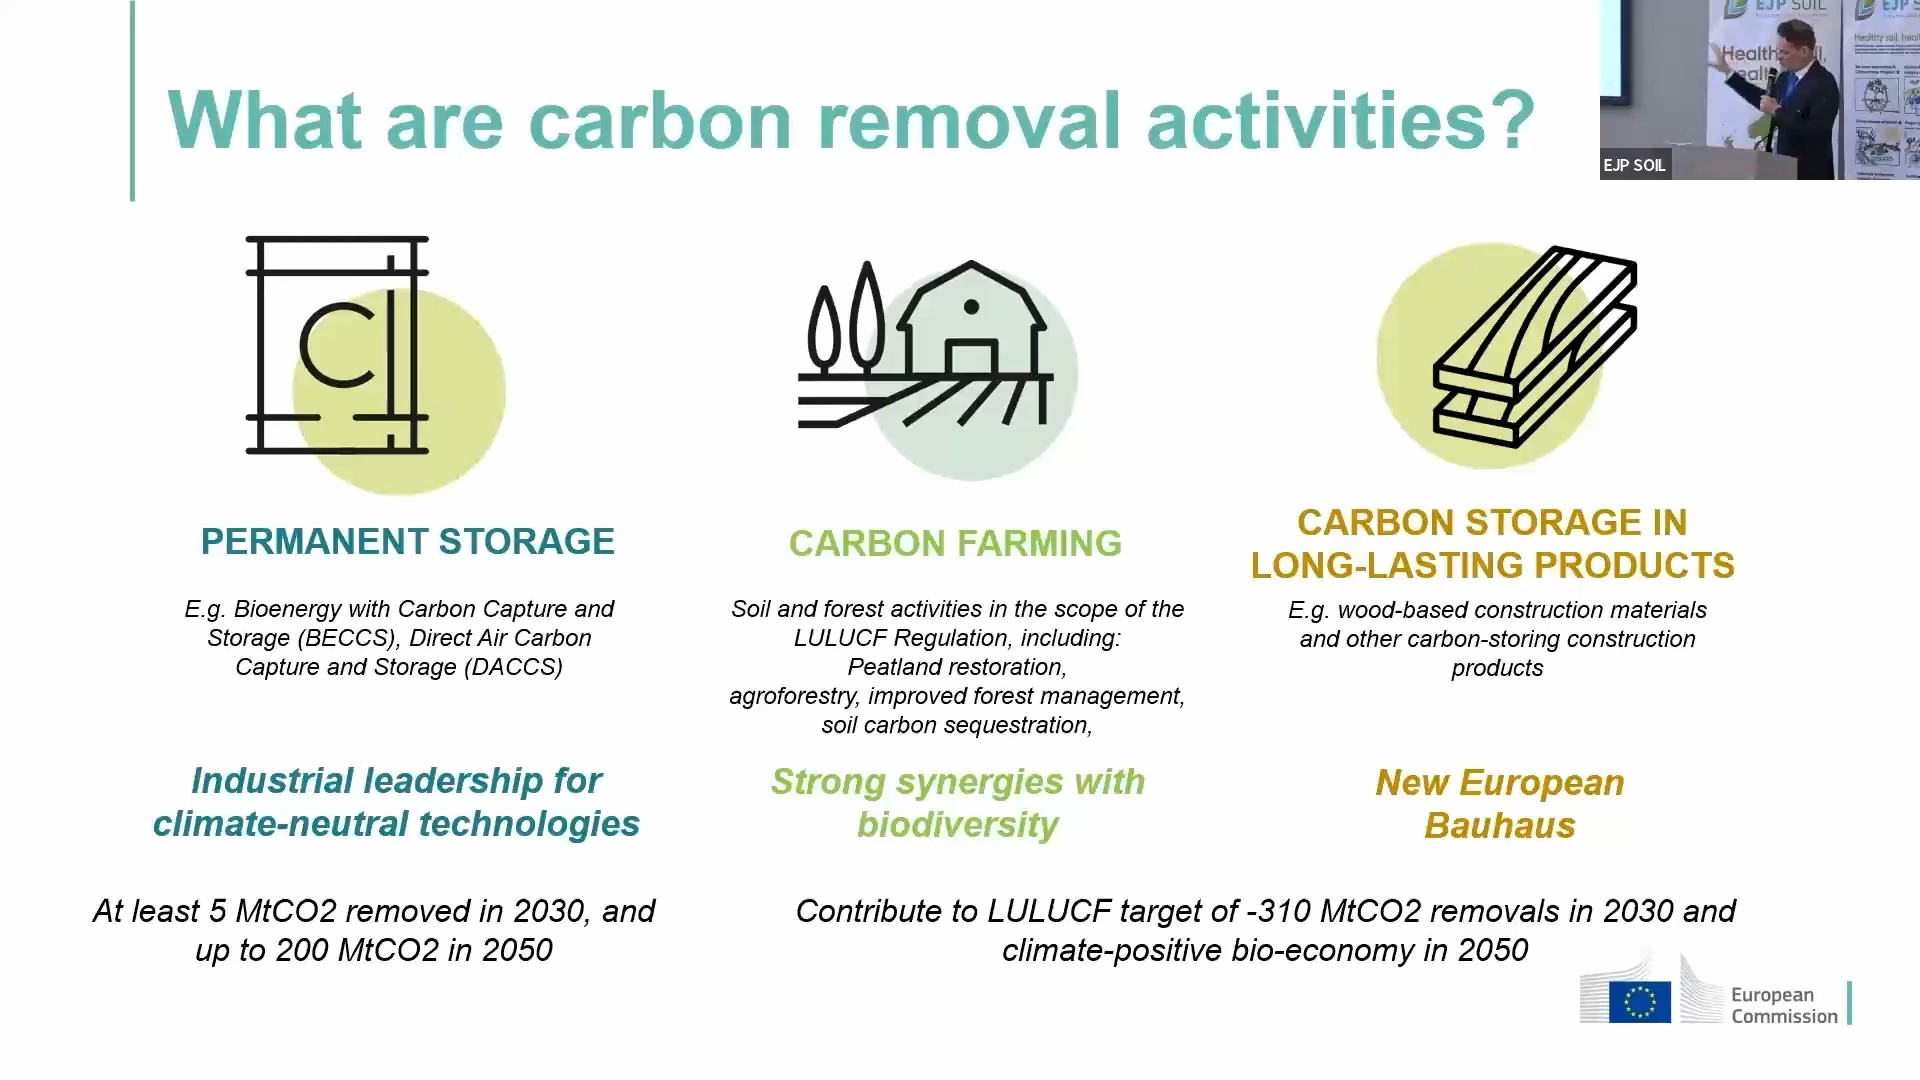 What are carbon removal activities?
EJP SOIL
EJP S
Healthy soil,
EJP SOIL
C
PERMANENT STORAGE
E.g. Bioenergy with Carbon Capture and
Storage (BECCS), Direct Air Carbon
Capture and Storage (DACCS)
Industrial leadership for
climate-neutral technologies
At least 5 MtCO2 removed in 2030, and
up to 200 MtCO2 in 2050
CARBON FARMING
Soil and forest activities in the scope of the
LULUCF Regulation, including:
Peatland restoration,
agroforestry, improved forest management,
soil carbon sequestration,
Strong synergies with
biodiversity
CARBON STORAGE IN
LONG-LASTING PRODUCTS
E.g. wood-based construction materials
and other carbon-storing construction
products
New European
Bauhaus
Contribute to LULUCF target of -310 MtCO2 removals in 2030 and
climate-positive bio-economy in 2050
European
Commission